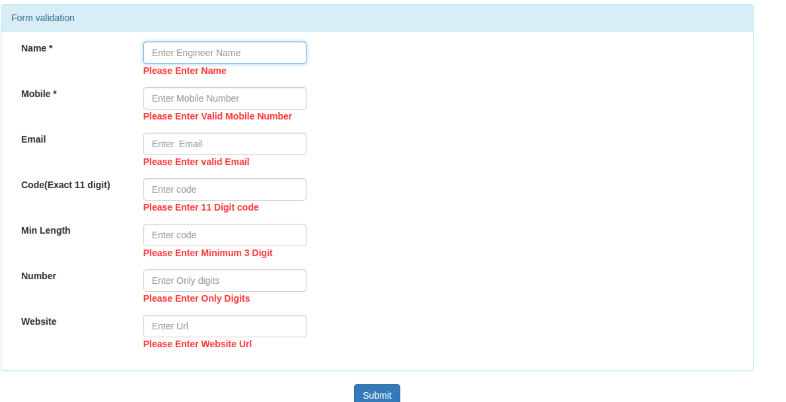 Form validation
Name *
Enter Engineer Name
Please Enter Name
Mobile *
Enter Mobile Number
Please Enter Valid Mobile Number
Email
Enter  Email
Please Enter valid Email
Code(Exact 11 digit)
Enter code
Please Enter 11 Digit code
Min Length
Enter code
Please Enter Minimum 3 Digit
Number
Enter Only digits
Please Enter Only Digits
Website
Enter Url
Please Enter Website Url
Submit